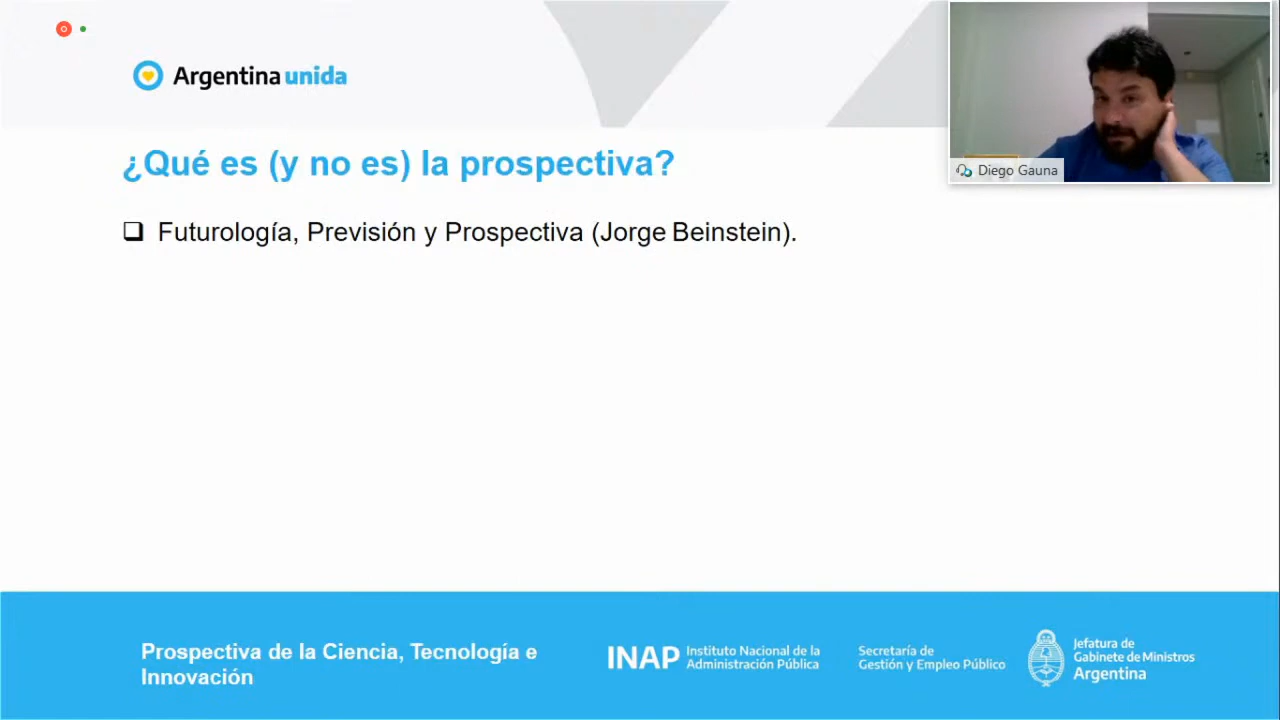 Argentina unida
Diego Gauna
¿Qué es (y no es) la prospectiva?
Futurología, Previsión y Prospectiva (Jorge Beinstein).
Prospectiva de la Ciencia, Tecnología e
Innovación
INAP
Instituto Nacional de la
Administración Pública
Secretaría de
Gestión y Empleo Público
Jefatura de
Gabinete de Ministros
Argentina